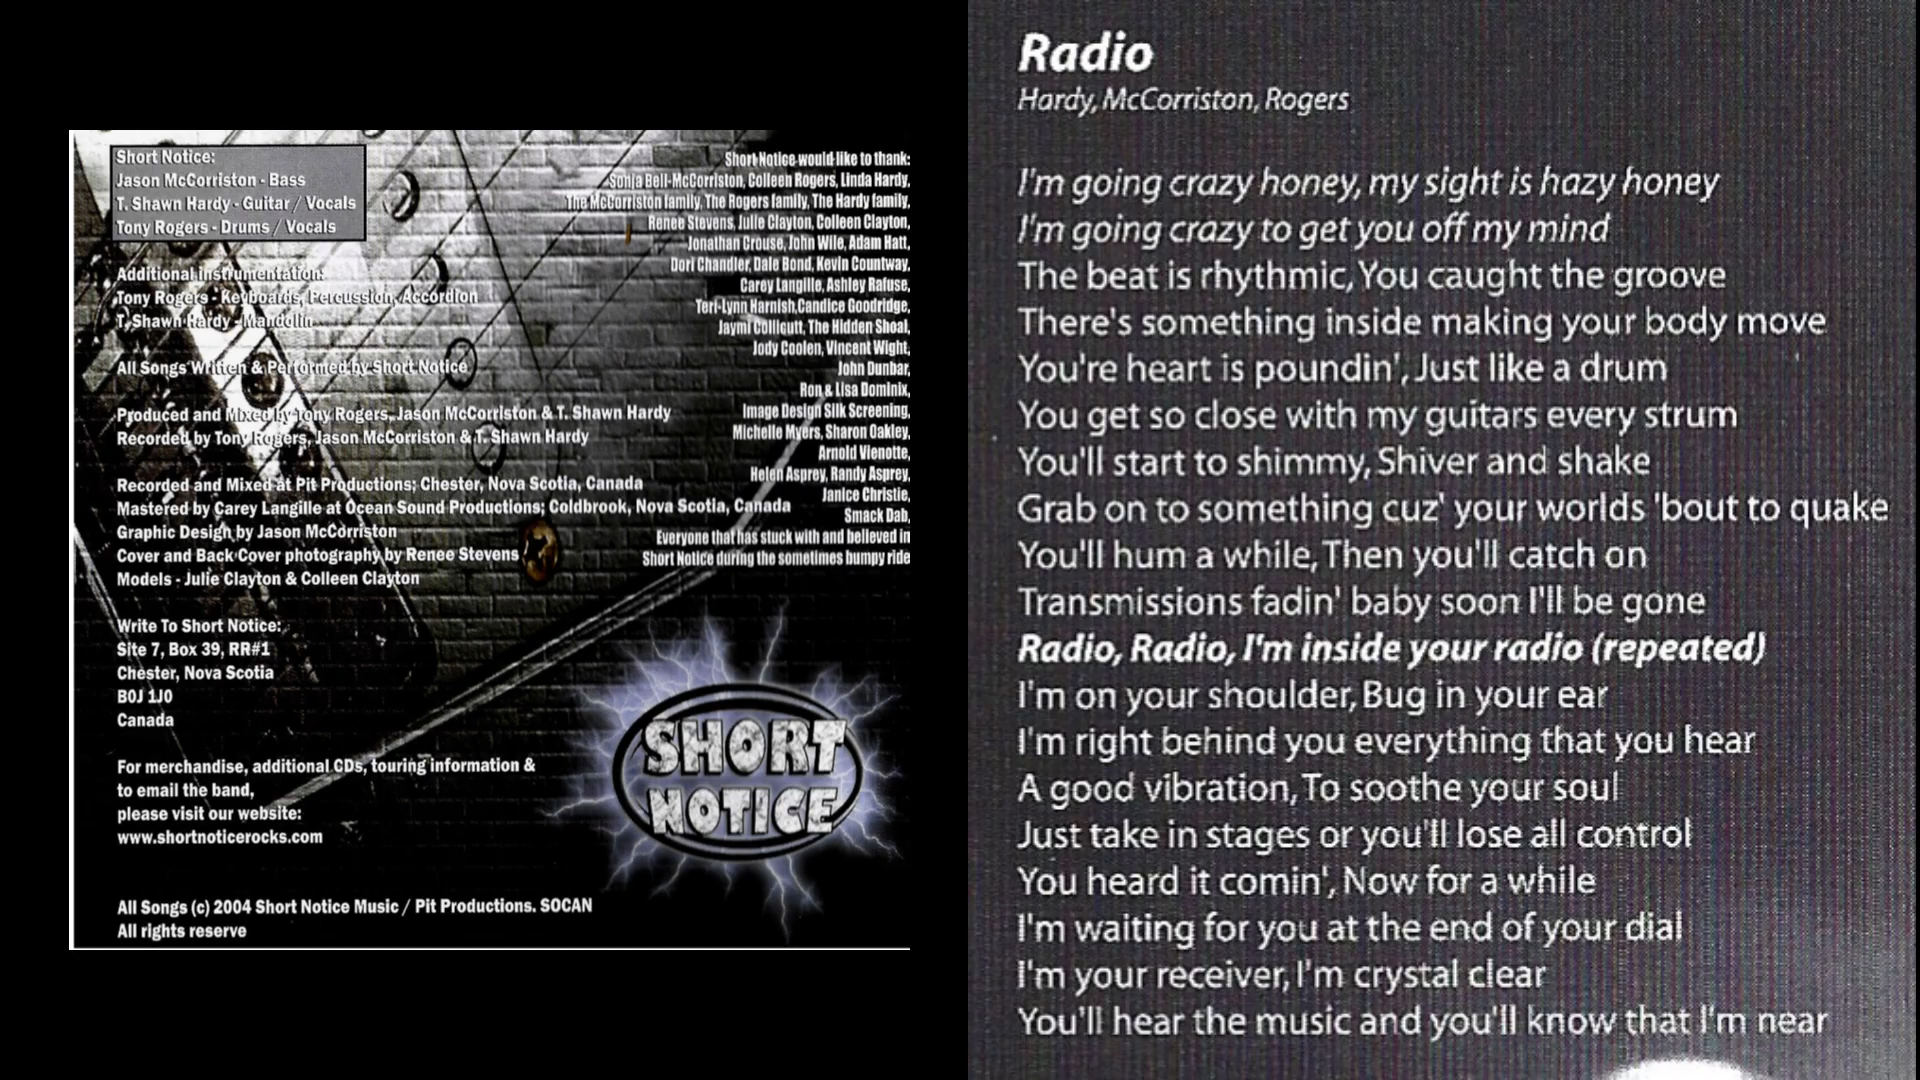 Short Notice:
Jason McCorriston - Bass
T. Shawn Hardy - Guitar / Vocals
Tony Rogers - Drums / Vocals
Additional instrumentation:
Tony Rogers - Keyboards, Percussion, Accordion
T. Shawn Hardy - Mandolin
All Songs Written & Performed by Short Notice
Produced and Mixed by Tony Rogers, Jason McCorriston & T. Shawn Hardy
Recorded by Tony Rogers, Jason McCorriston & T. Shawn Hardy
Recorded and Mixed at Pit Productions; Chester, Nova Scotia, Canada
Mastered by Carey Langille at Ocean Sound Productions; Coldbrook, Nova Scotia, Canada
Graphic Design by Jason McCorriston
Cover and Back Cover photography by Renee Stevens
Models - Julie Clayton & Colleen Clayton
Write To Short Notice:
Site 7, Box 39, RR#1
Chester, Nova Scotia
B0J 1J0
Canada
For merchandise, additional CDs, touring information &
to email the band,
please visit our website:
www.shortnoticerocks.com
All Songs (c) 2004 Short Notice Music / Pit Productions. SOCAN
All rights reserve
Short Notice would like to thank:
Sonja Bell-McCorriston, Colleen Rogers, Linda Hardy,
The McCorriston family, The Rogers family, The Hardy family,
Renee Stevens, Julie Clayton, Colleen Clayton,
Jonathan Crouse, John Wile, Adam Hatt,
Dori Chandler, Dale Bond, Kevin Countway,
Carey Langille, Ashley Rafuse,
Teri-Lynn Harnish,Candice Goodridge,
Jaymi Collicutt, The Hidden Shoal,
Jody Coolen, Vincent Wight,
John Dunbar,
Ron & Lisa Dominix,
Image Design Silk Screening,
Michelle Myers, Sharon Oakley,
Arnold Vienotte,
Helen Asprey, Randy Asprey,
Janice Christie,
Smack Dab,
Everyone that has stuck with and believed in
Short Notice during the sometimes bumpy ride
SHORT
NOTICE
Radio
Hardy, McCorriston, Rogers
I'm going crazy honey, my sight is hazy honey
I'm going crazy to get you off my mind
The beat is rhythmic, You caught the groove
There's something inside making your body move
You're heart is poundin', Just like a drum
You get so close with my guitars every strum
You'll start to shimmy, Shiver and shake
Grab on to something cuz' your worlds 'bout to quake
You'll hum a while, Then you'll catch on
Transmissions fadin' baby soon I'll be gone
Radio, Radio, I'm inside your radio (repeated)
I'm on your shoulder, Bug in your ear
I'm right behind you everything that you hear
A good vibration, To soothe your soul
Just take in stages or you'll lose all control
You heard it comin', Now for a while
I'm waiting for you at the end of your dial
I'm your receiver, I'm crystal clear
You'll hear the music and you'll know that I'm near